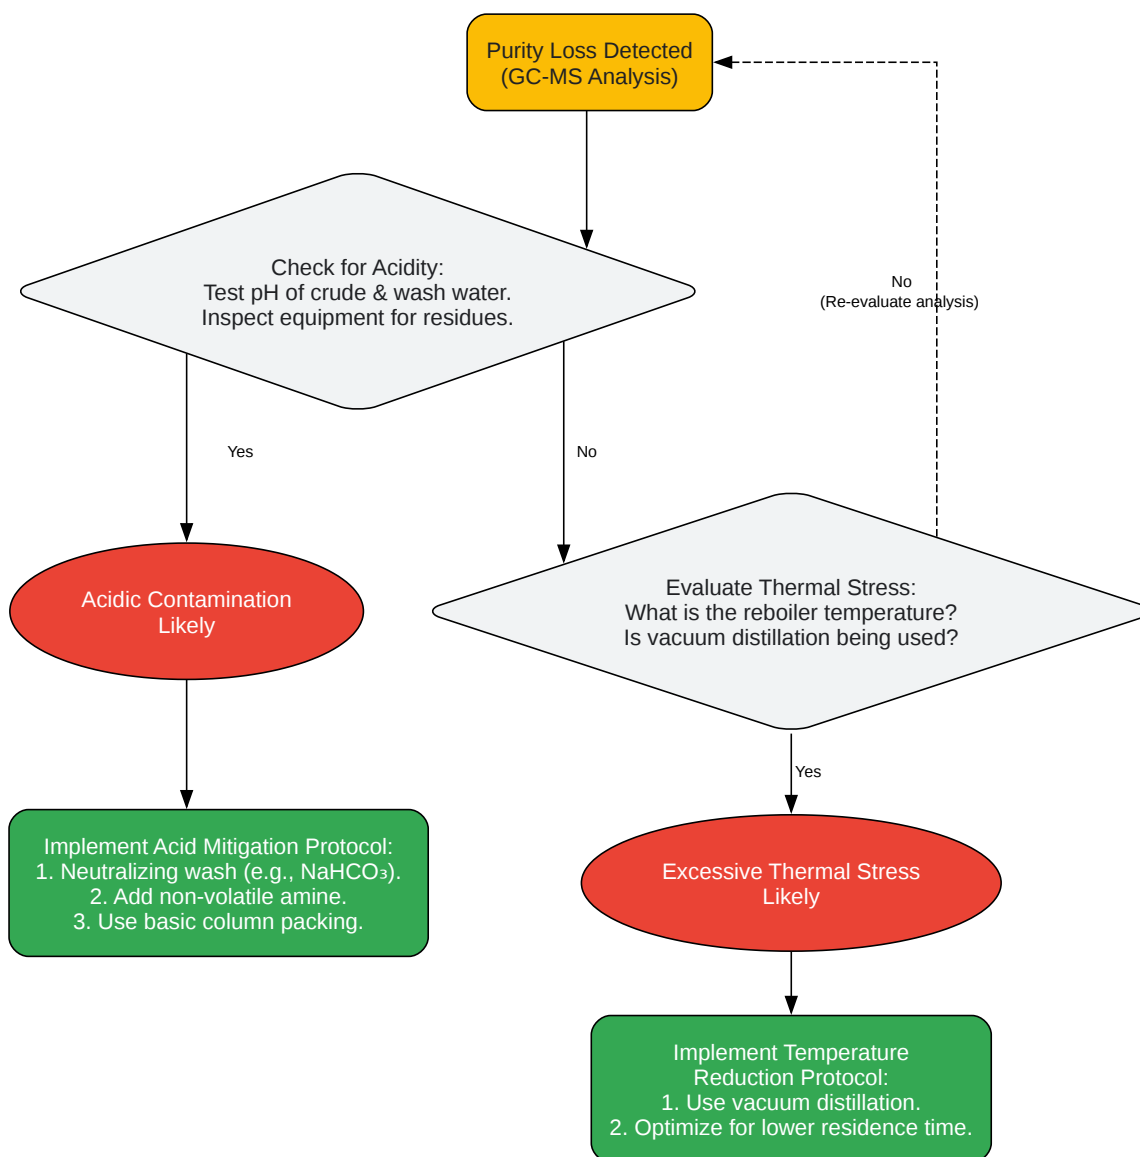 Purity Loss Detected
(GC-MS Analysis)
Check for Acidity:
Test pH of crude & wash water.
Inspect equipment for residues.
No
(Re-evaluate analysis)
Yes
No
Acidic Contamination
Likely
Evaluate Thermal Stress:
What is the reboiler temperature?
Is vacuum distillation being used?
Yes
Implement Acid Mitigation Protocol:
1. Neutralizing wash (e.g., NaHCO₃).
2. Add non-volatile amine.
3. Use basic column packing.
Excessive Thermal Stress
Likely
Implement Temperature
Reduction Protocol:
1. Use vacuum distillation.
2. Optimize for lower residence time.